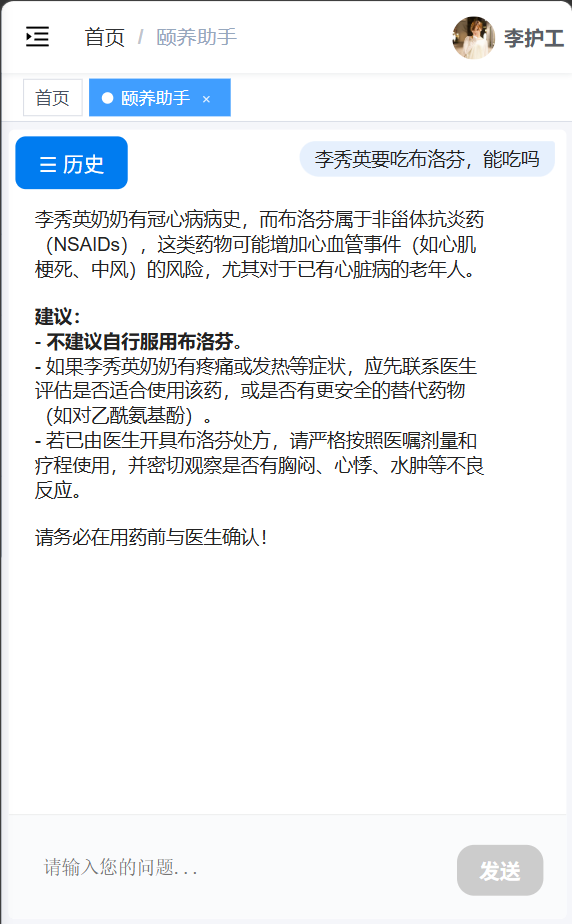 首页 / 颐养助手 李护工
首页 颐养助手 ×
☰ 历史
李秀英要吃布洛芬，能吃吗
李秀英奶奶有冠心病病史，而布洛芬属于非甾体抗炎药
（NSAIDs），这类药物可能增加心血管事件（如心肌
梗死、中风）的风险，尤其对于已有心脏病的老年人。
建议：
- 不建议自行服用布洛芬。
- 如果李秀英奶奶有疼痛或发热等症状，应先联系医生
评估是否适合使用该药，或是否有更安全的替代药物
（如对乙酰氨基酚）。
- 若已由医生开具布洛芬处方，请严格按照医嘱剂量和
疗程使用，并密切观察是否有胸闷、心悸、水肿等不良
反应。
请务必在用药前与医生确认！
请输入您的问题...
发送